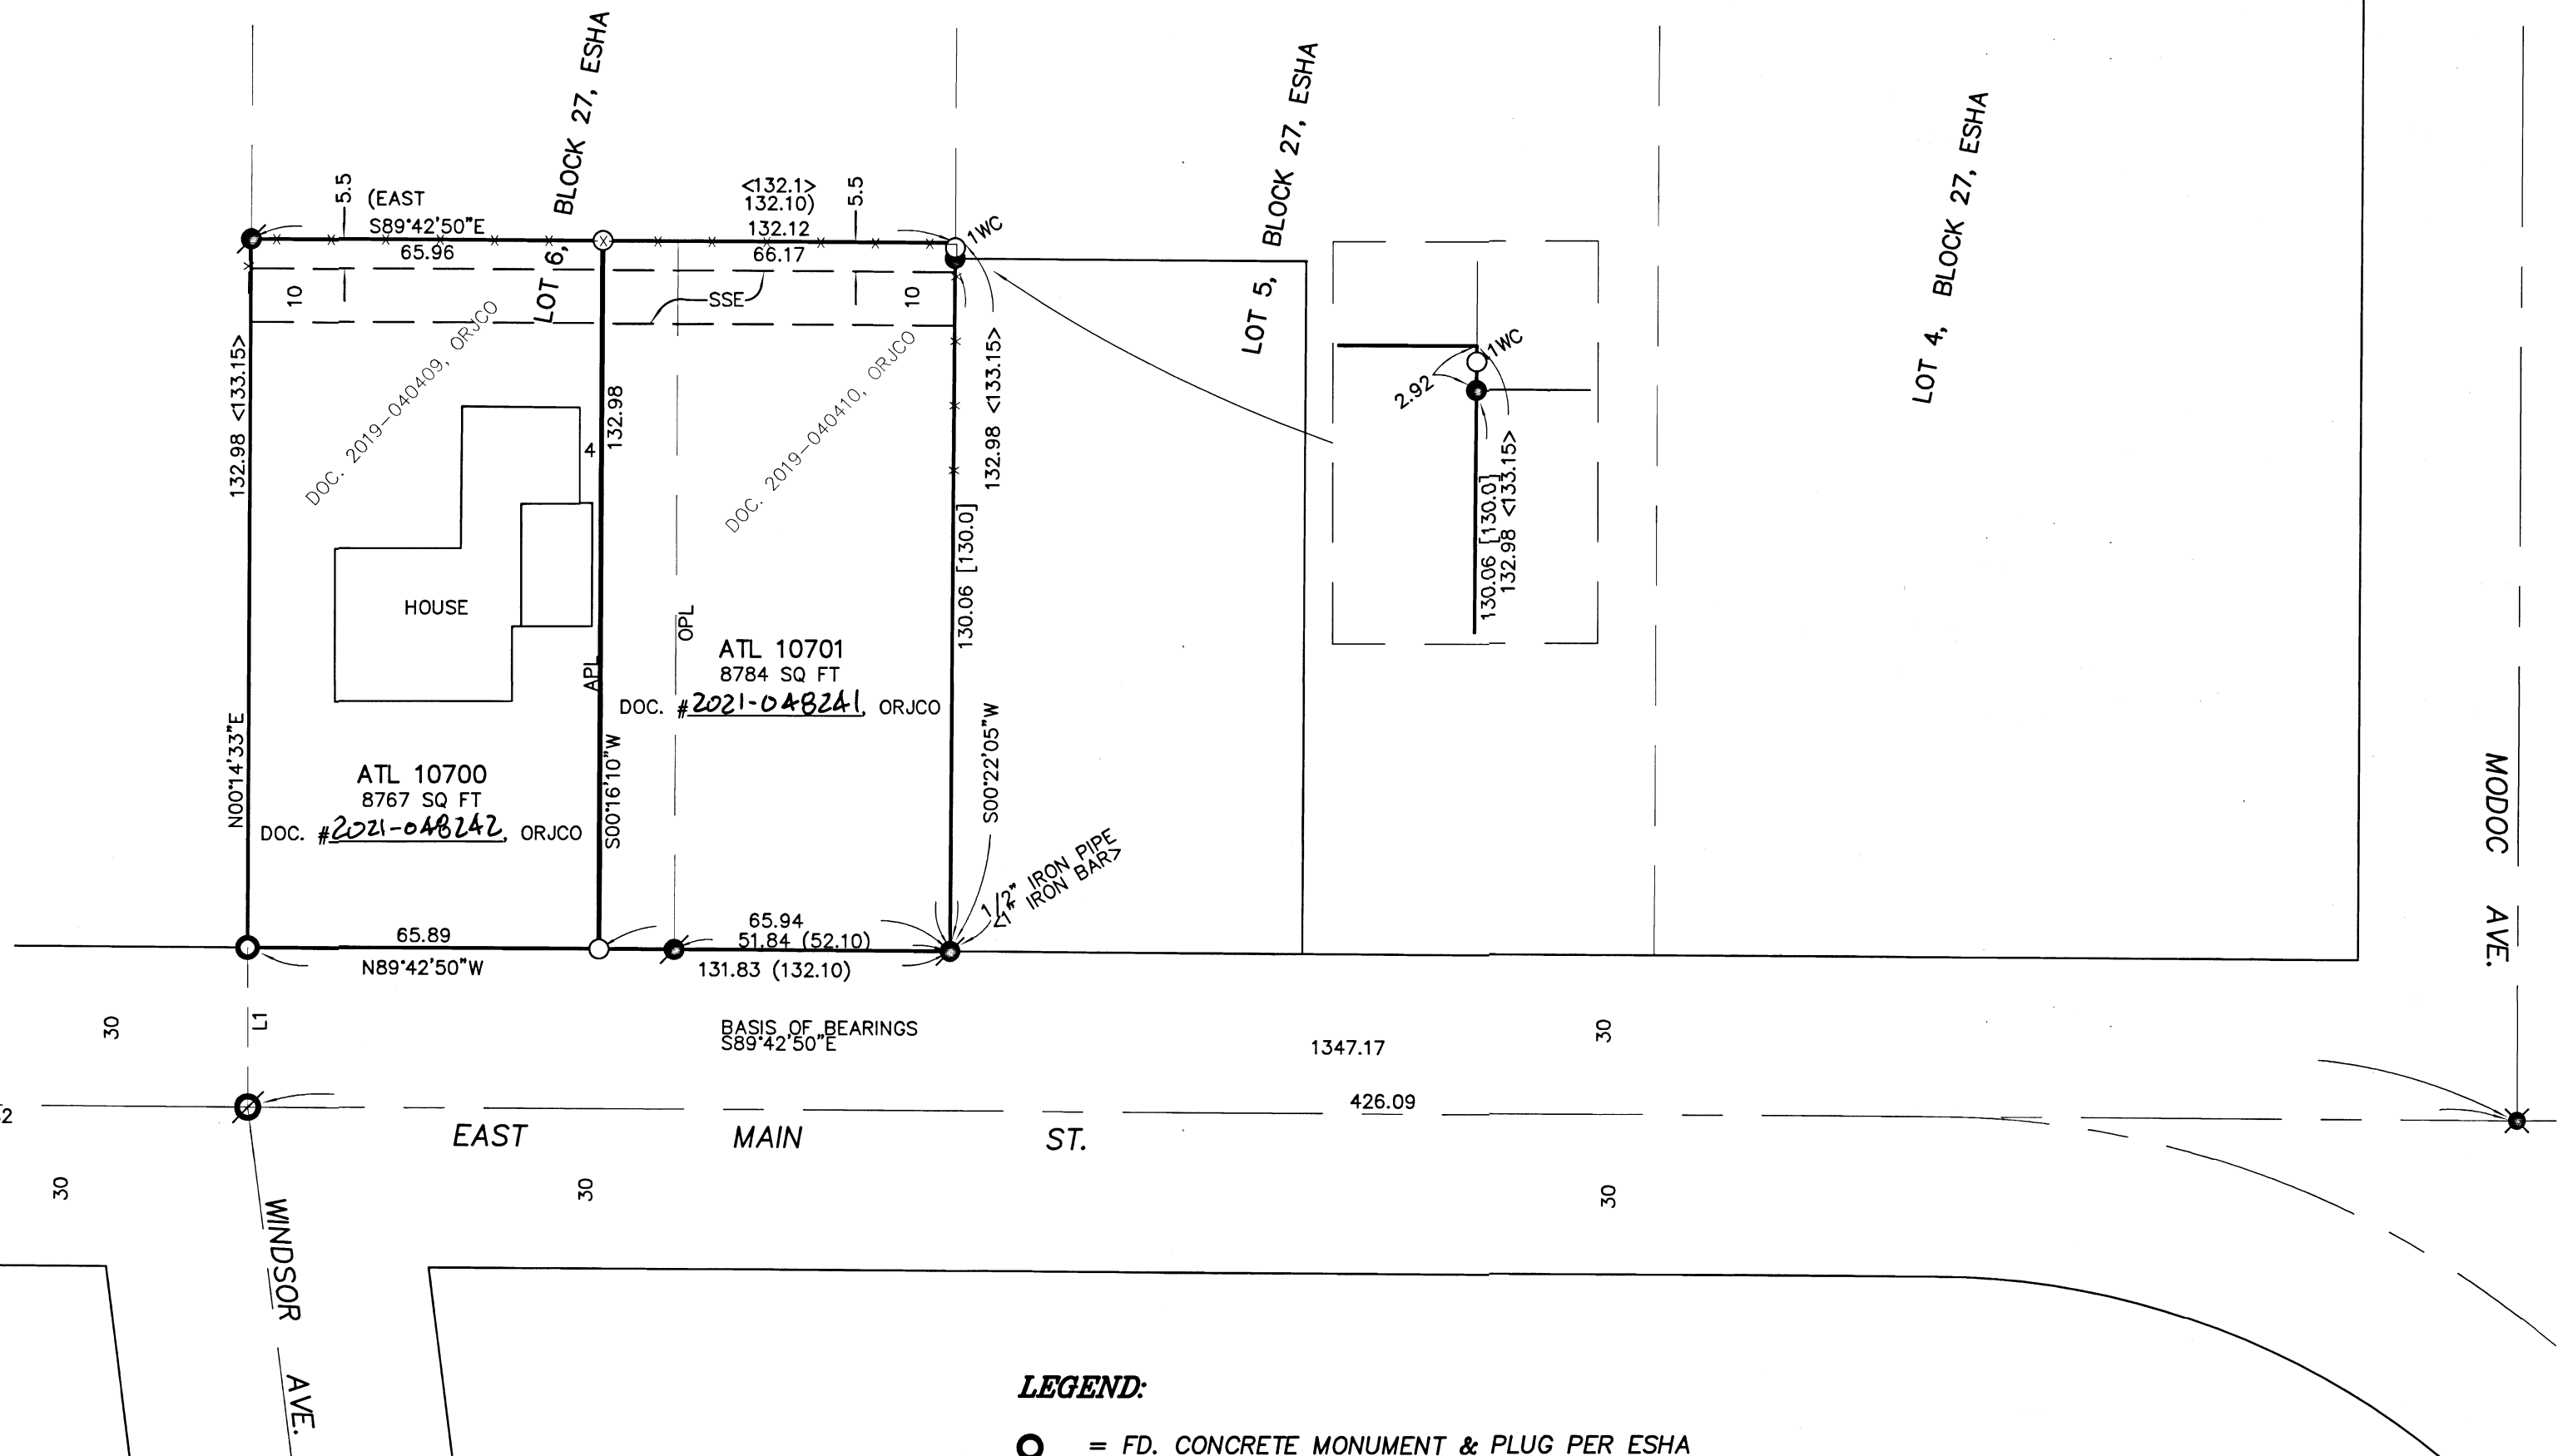 LOT 6, BLOCK 27, ESHA
LOT 5, BLOCK 27, ESHA
LOT 4, BLOCK 27, ESHA
5.5
(EAST
S89°42'50"E
65.96
<132.1>
132.10)
132.12
66.17
5.5
1WC
10
SSE
10
DOC. 2019-040409, ORJCO
DOC. 2019-040410, ORJCO
132.98 <133.15>
4
132.98
132.98 <133.15>
130.06 [130.0]
1WC
2.92
130.06 [130.0]
132.98 <133.15>
HOUSE
OPL
APL
ATL 10701
8784 SQ FT
DOC. #2021-048241, ORJCO
ATL 10700
8767 SQ FT
DOC. #2021-048242, ORJCO
N00°14'33"E
S00°16'10"W
S00°22'05"W
1/2" IRON PIPE
<1" IRON BAR>
65.89
N89°42'50"W
65.94
51.84 (52.10)
131.83 (132.10)
MODOC AVE.
30
L1
BASIS OF BEARINGS
S89°42'50"E
1347.17
30
426.09
2
EAST MAIN ST.
30
30
30
WINDSOR AVE.
LEGEND:
= FD. CONCRETE MONUMENT & PLUG PER ESHA